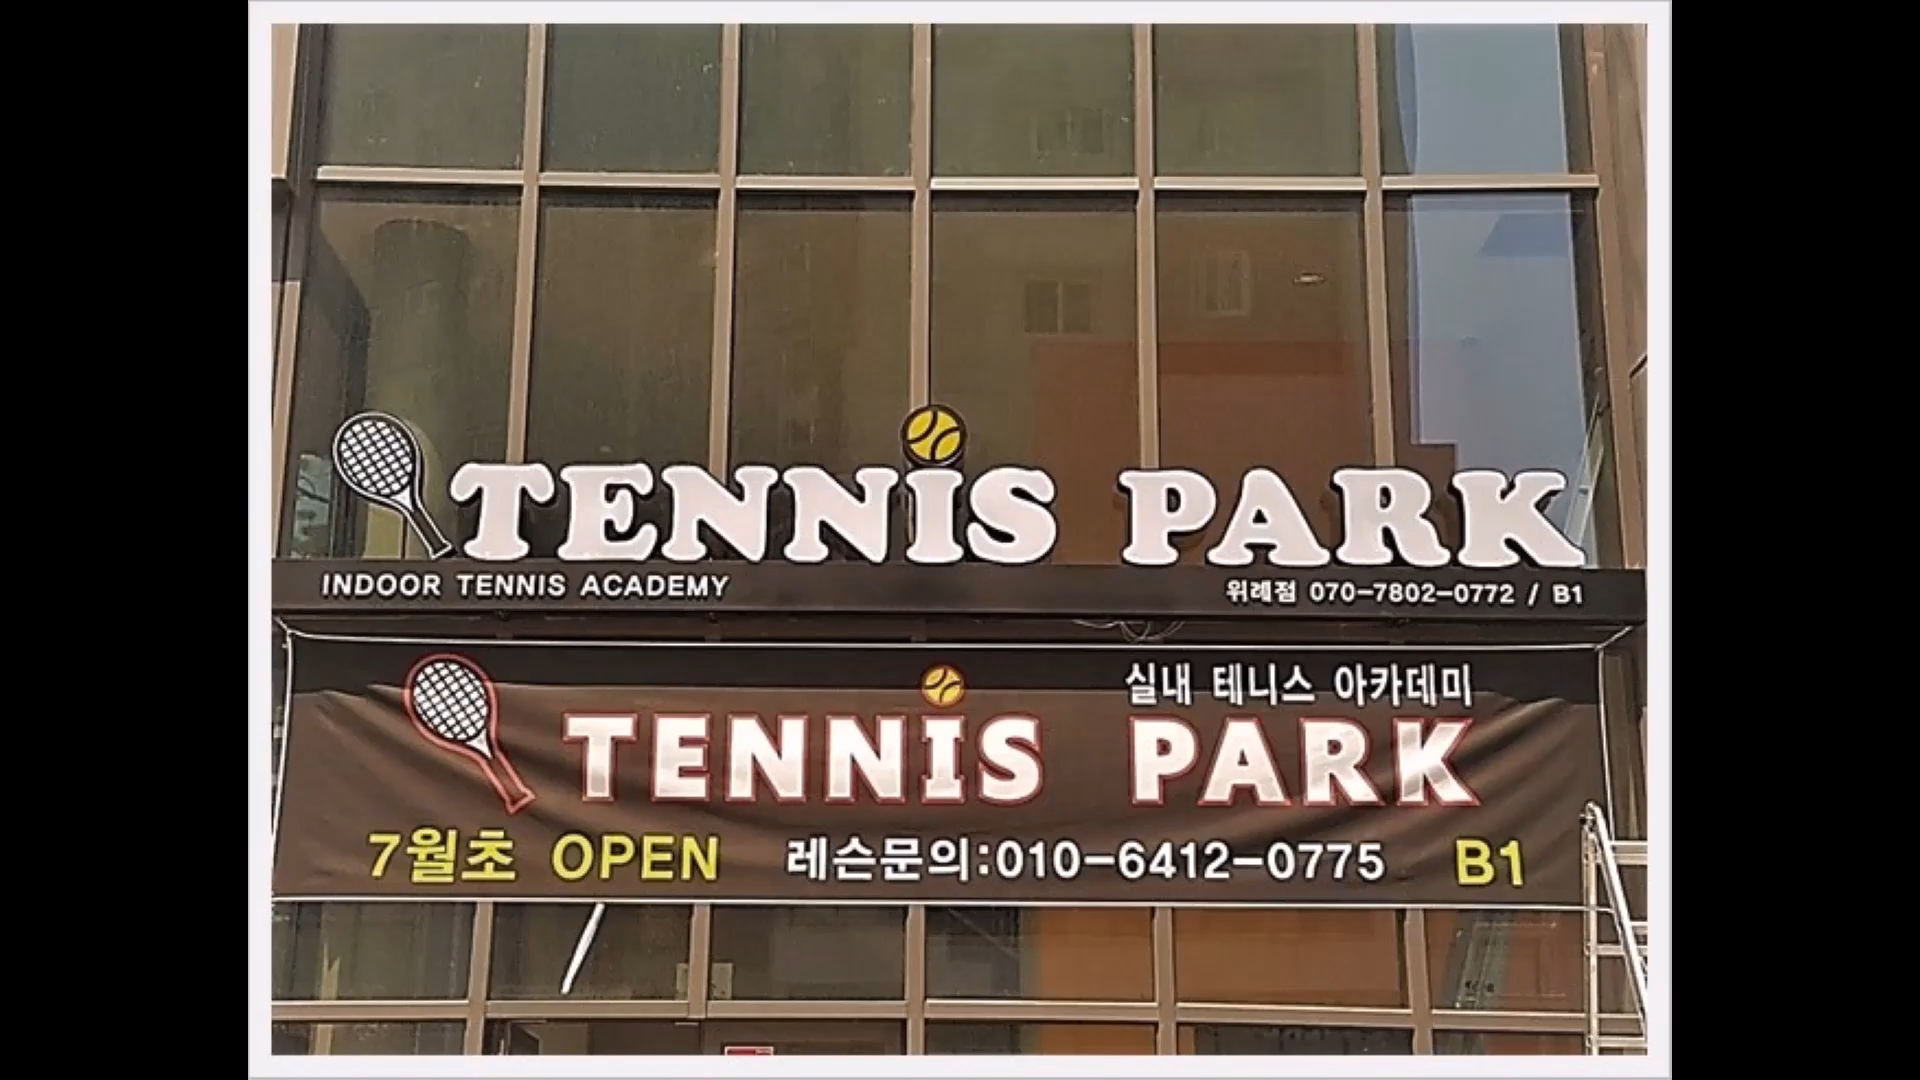 TENNIS PARK
INDOOR TENNIS ACADEMY
위례점 070-7802-0772 / B1
실내 테니스 아카데미
TENNIS PARK
7월초 OPEN 레슨문의:010-6412-0775 B1